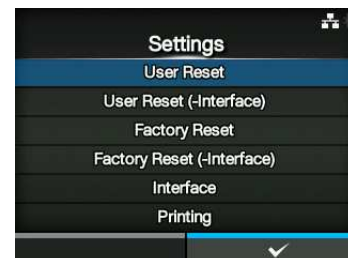 Settings
User Reset
User Reset (-Interface)
Factory Reset
Factory Reset (-Interface)
Interface
Printing